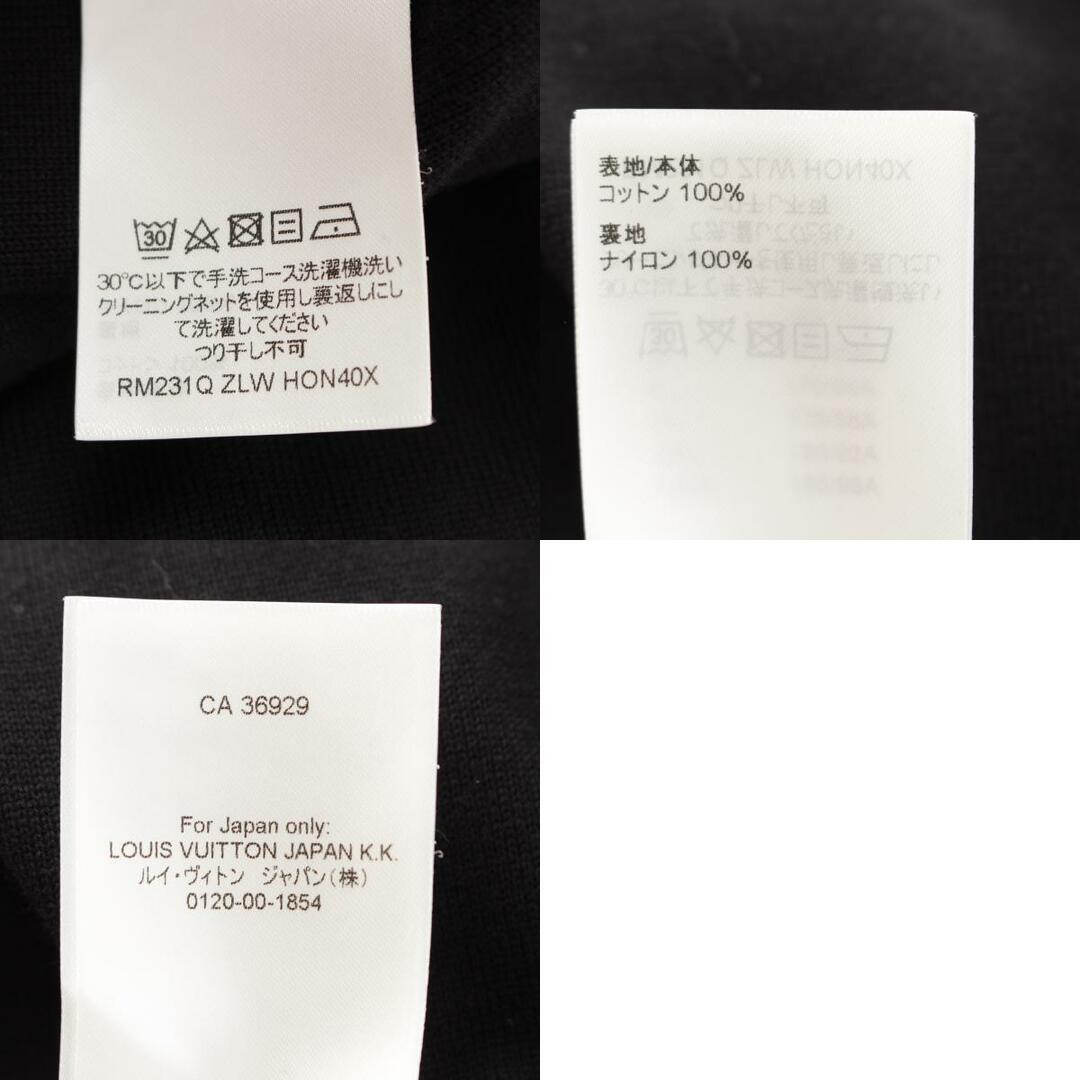 30
30℃以下で手洗コース洗濯機洗い
クリーニングネットを使用し裏返しにし
て洗濯してください
つり干し不可
RM231Q ZLW HON40X
表地/本体
コットン 100%
裏地
ナイロン 100%
CA 36929
For Japan only:
LOUIS VUITTON JAPAN K.K.
ルイ・ヴィトン ジャパン(株)
0120-00-1854